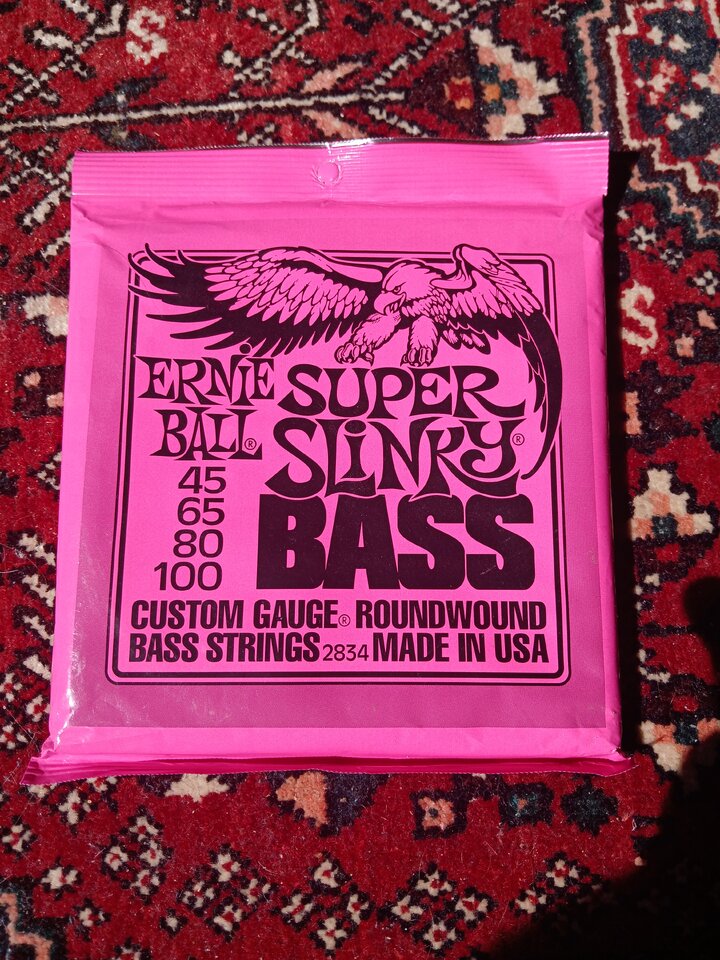 ERNIE
BALL®
SUPER
SLINKY®
BASS
45
65
80
100
CUSTOM GAUGE® ROUNDWOUND
BASS STRINGS 2834 MADE IN USA